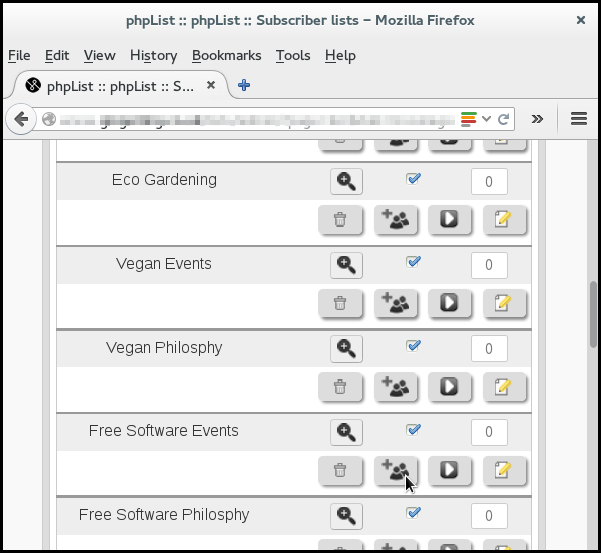 phpList :: phpList :: Subscriber lists – Mozilla Firefox
File Edit View History Bookmarks Tools Help
phpList :: phpList :: S...
Eco Gardening 0
Vegan Events 0
Vegan Philosphy 0
Free Software Events 0
Free Software Philosphy 0